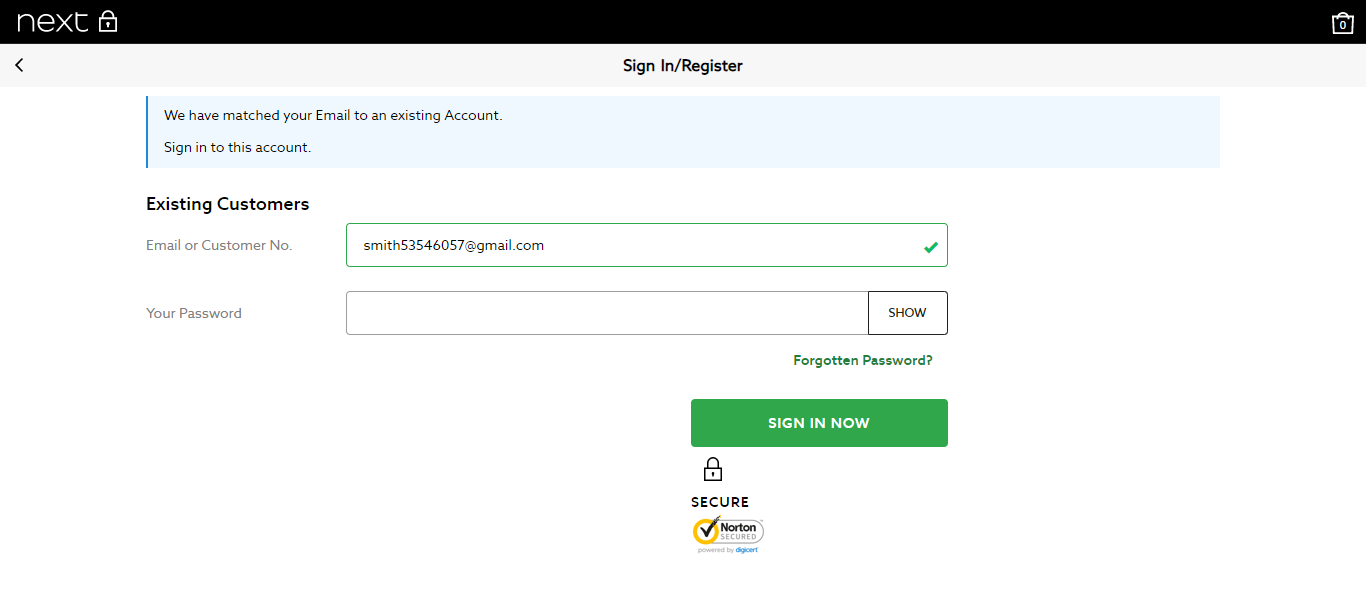 next
0
Sign In/Register
We have matched your Email to an existing Account.
Sign in to this account.
Existing Customers
Email or Customer No.
smith53546057@gmail.com
Your Password
SHOW
Forgotten Password?
SIGN IN NOW
SECURE
Norton
SECURED
powered by digicert